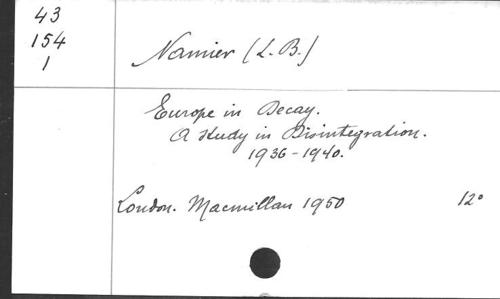 43
154
1
Namier (L.B.)
Europe in Decay.
A study in Disintegration.
1936-1940.
London. Macmillan 1950 12°